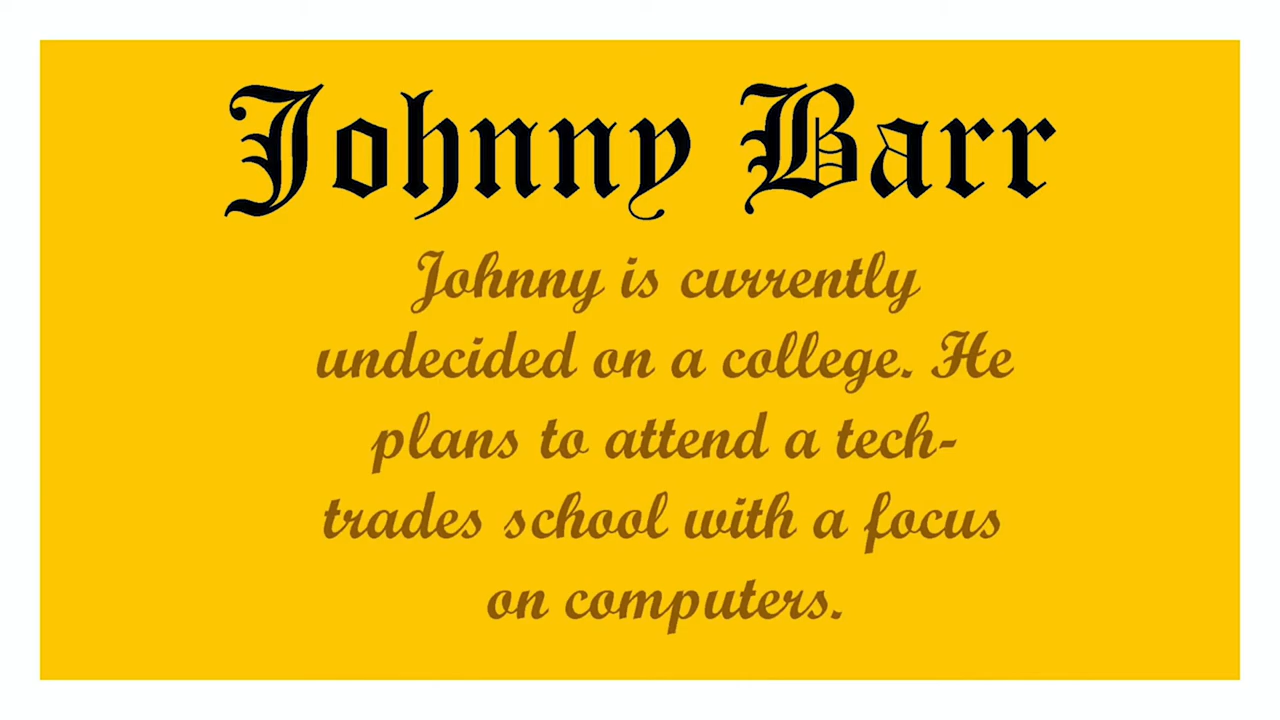 Johnny Barr
Johnny is currently
undecided on a college. He
plans to attend a tech-
trades school with a focus
on computers.